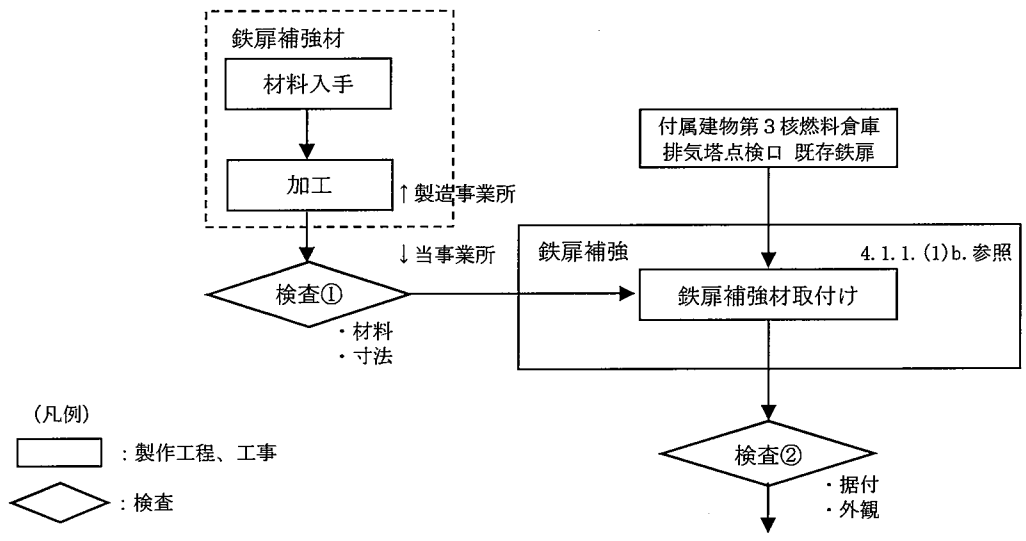 鉄扉補強材
材料入手
加工
↑製造事業所
↓当事業所
検査①
・材料
・寸法
付属建物第3核燃料倉庫
排気塔点検口 既存鉄扉
鉄扉補強
4.1.1.(1)b.参照
鉄扉補強材取付け
検査②
・据付
・外観
(凡例)
:製作工程、工事
:検査